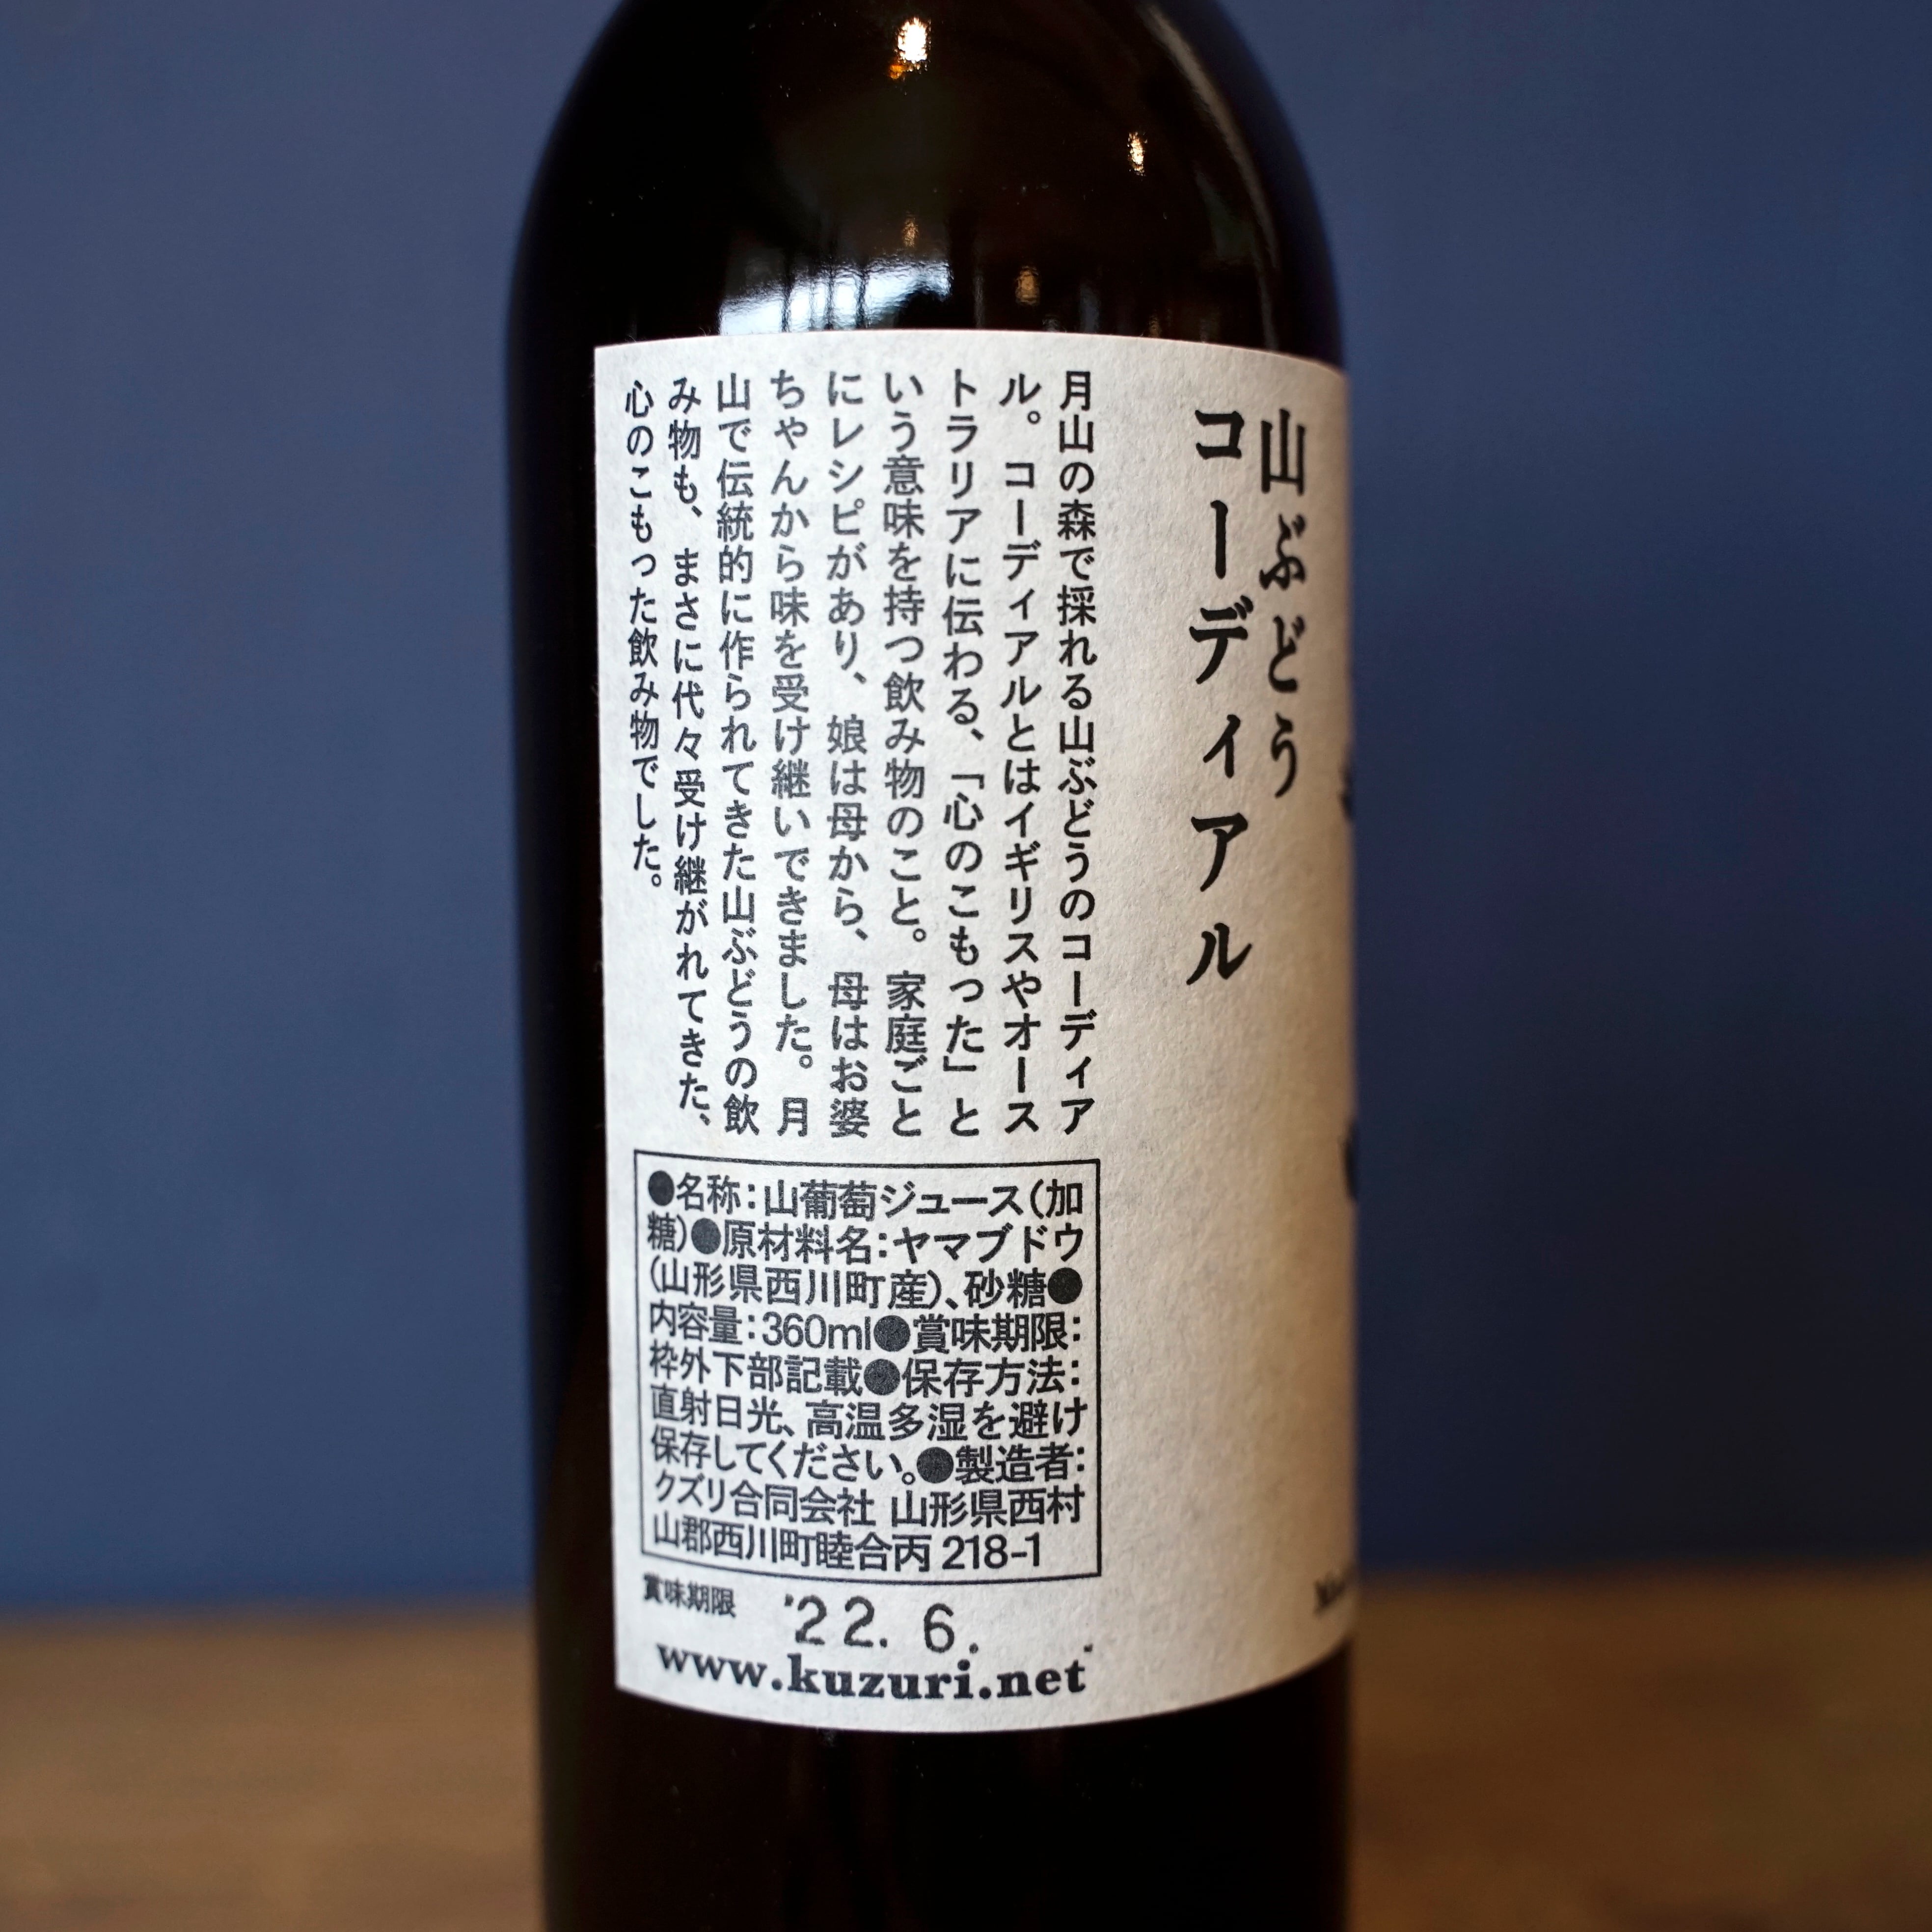 山ぶどう
コーディアル
月山の森で採れる山ぶどうのコーディア
ル。コーディアルとはイギリスやオース
トラリアに伝わる、「心のこもった」と
いう意味を持つ飲み物のこと。家庭ごと
にレシピがあり、娘は母から、母はお婆
ちゃんから味を受け継いできました。月
山で伝統的に作られてきた山ぶどうの飲
み物も、まさに代々受け継がれてきた、
心のこもった飲み物でした。
●名称:山葡萄ジュース(加
糖)●原材料名:ヤマブドウ
(山形県西川町産)、砂糖●
内容量:360ml●賞味期限:
枠外下部記載●保存方法:
直射日光、高温多湿を避け
保存してください。●製造者:
クズリ合同会社 山形県西村
山郡西川町睦合丙 218-1
賞味期限 '22. 6.
www.kuzuri.net